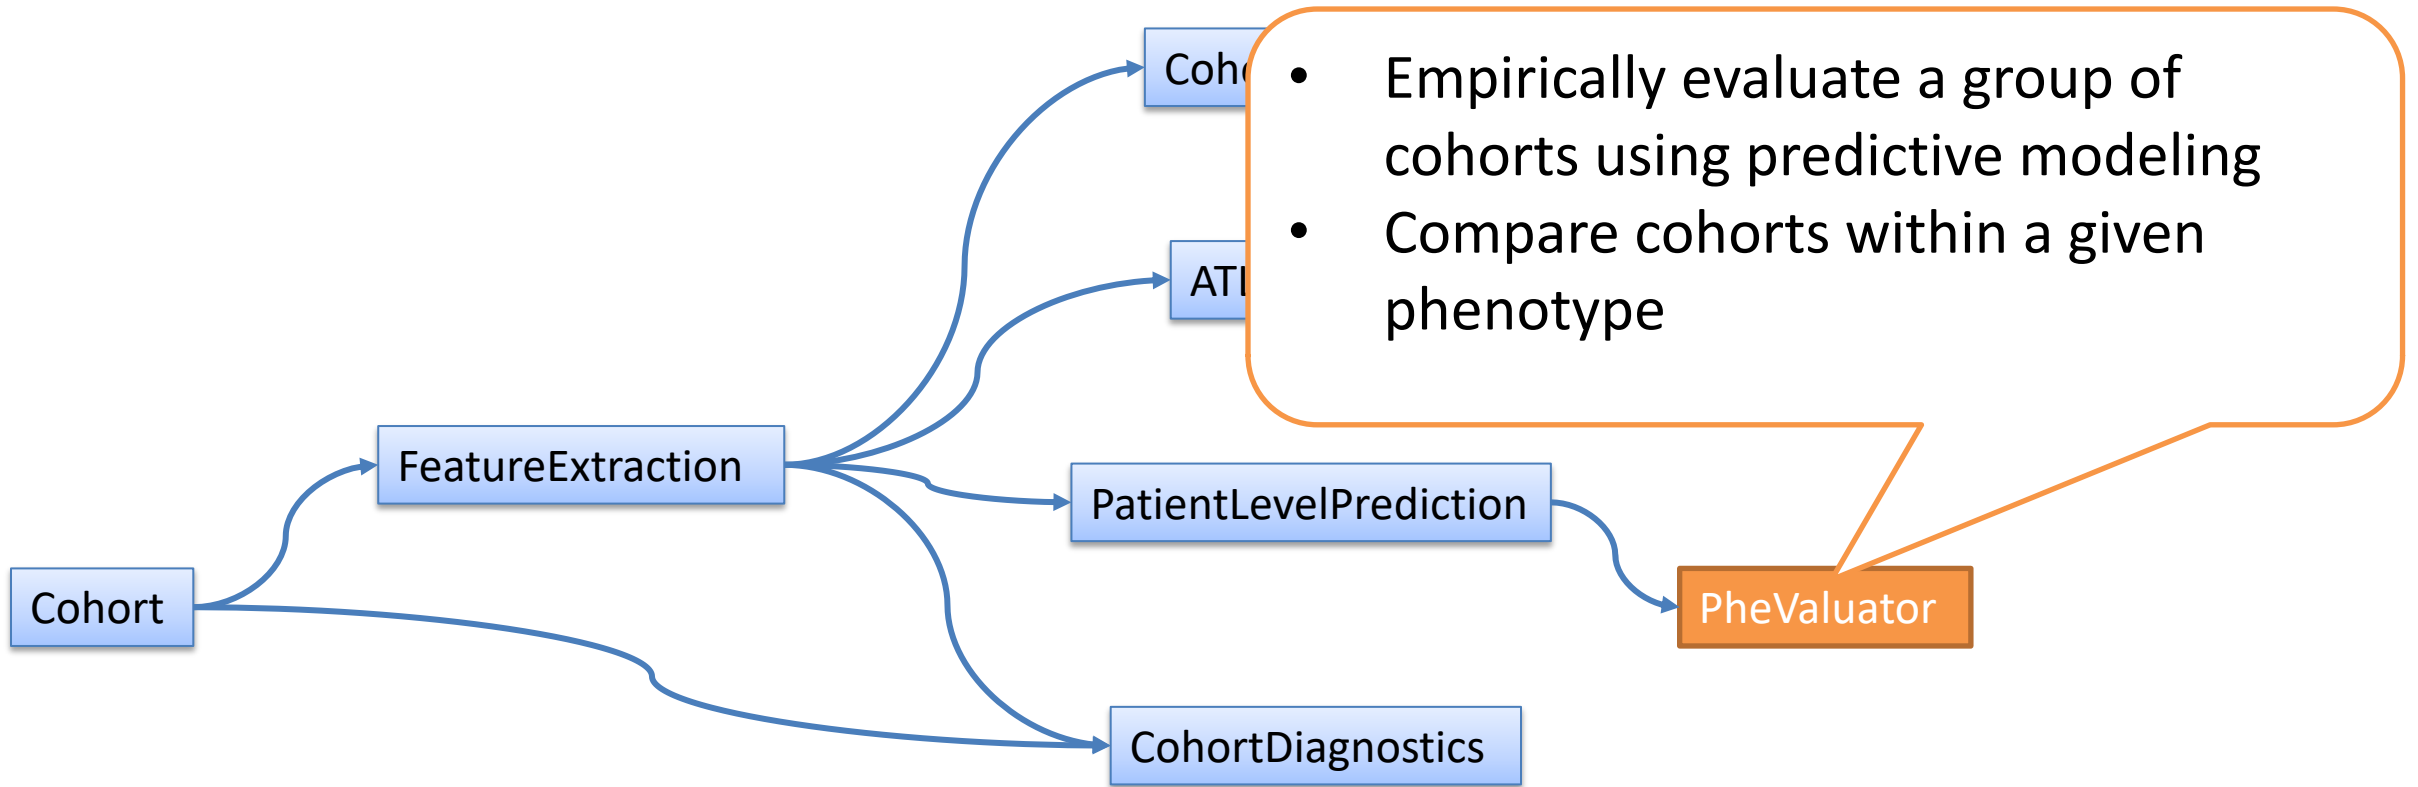 • Empirically evaluate a group of
cohorts using predictive modeling
• Compare cohorts within a given
phenotype
FeatureExtraction
PatientLevelPrediction
Cohort
PheValuator
CohortDiagnostics